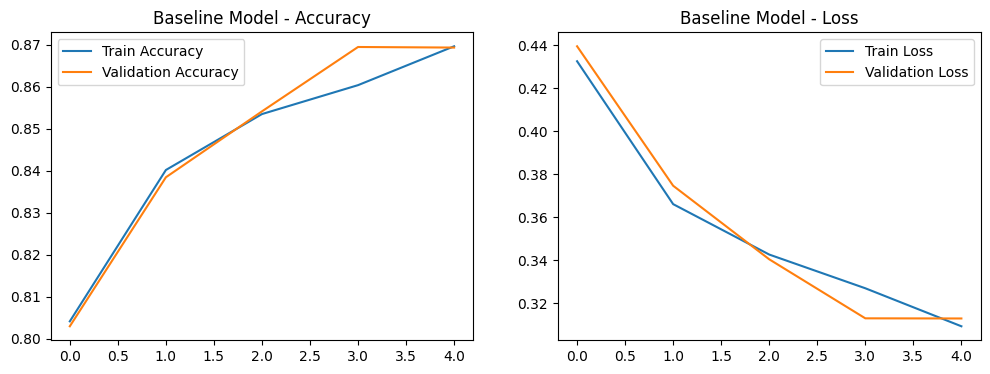 Baseline Model - Accuracy
0.87
0.86
0.85
0.84
0.83
0.82
0.81
0.80
Train Accuracy
Validation Accuracy
0.0 0.5 1.0 1.5 2.0 2.5 3.0 3.5 4.0
Baseline Model - Loss
0.44
0.42
0.40
0.38
0.36
0.34
0.32
Train Loss
Validation Loss
0.0 0.5 1.0 1.5 2.0 2.5 3.0 3.5 4.0